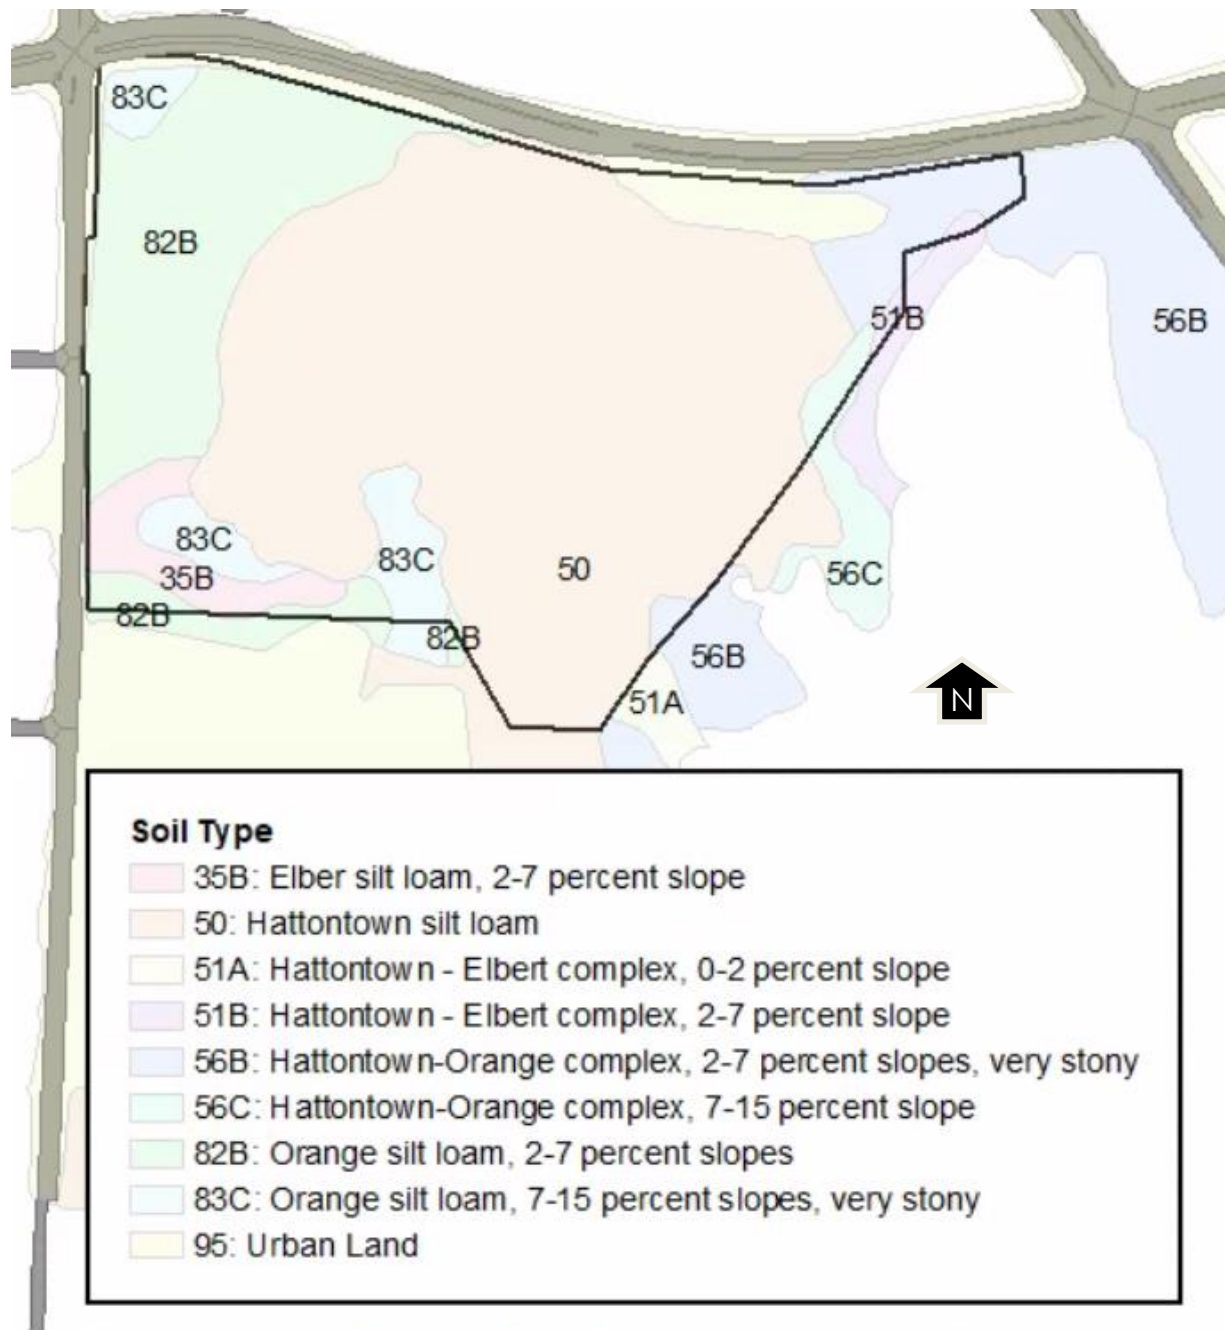 83C
82B
51B
56B
83C
83C
50
35B
56C
82B
82B
56B
51A
N
Soil Type
35B: Elber silt loam, 2-7 percent slope
50: Hattontown silt loam
51A: Hattontown - Elbert complex, 0-2 percent slope
51B: Hattontown - Elbert complex, 2-7 percent slope
56B: Hattontown-Orange complex, 2-7 percent slopes, very stony
56C: Hattontown-Orange complex, 7-15 percent slope
82B: Orange silt loam, 2-7 percent slopes
83C: Orange silt loam, 7-15 percent slopes, very stony
95: Urban Land